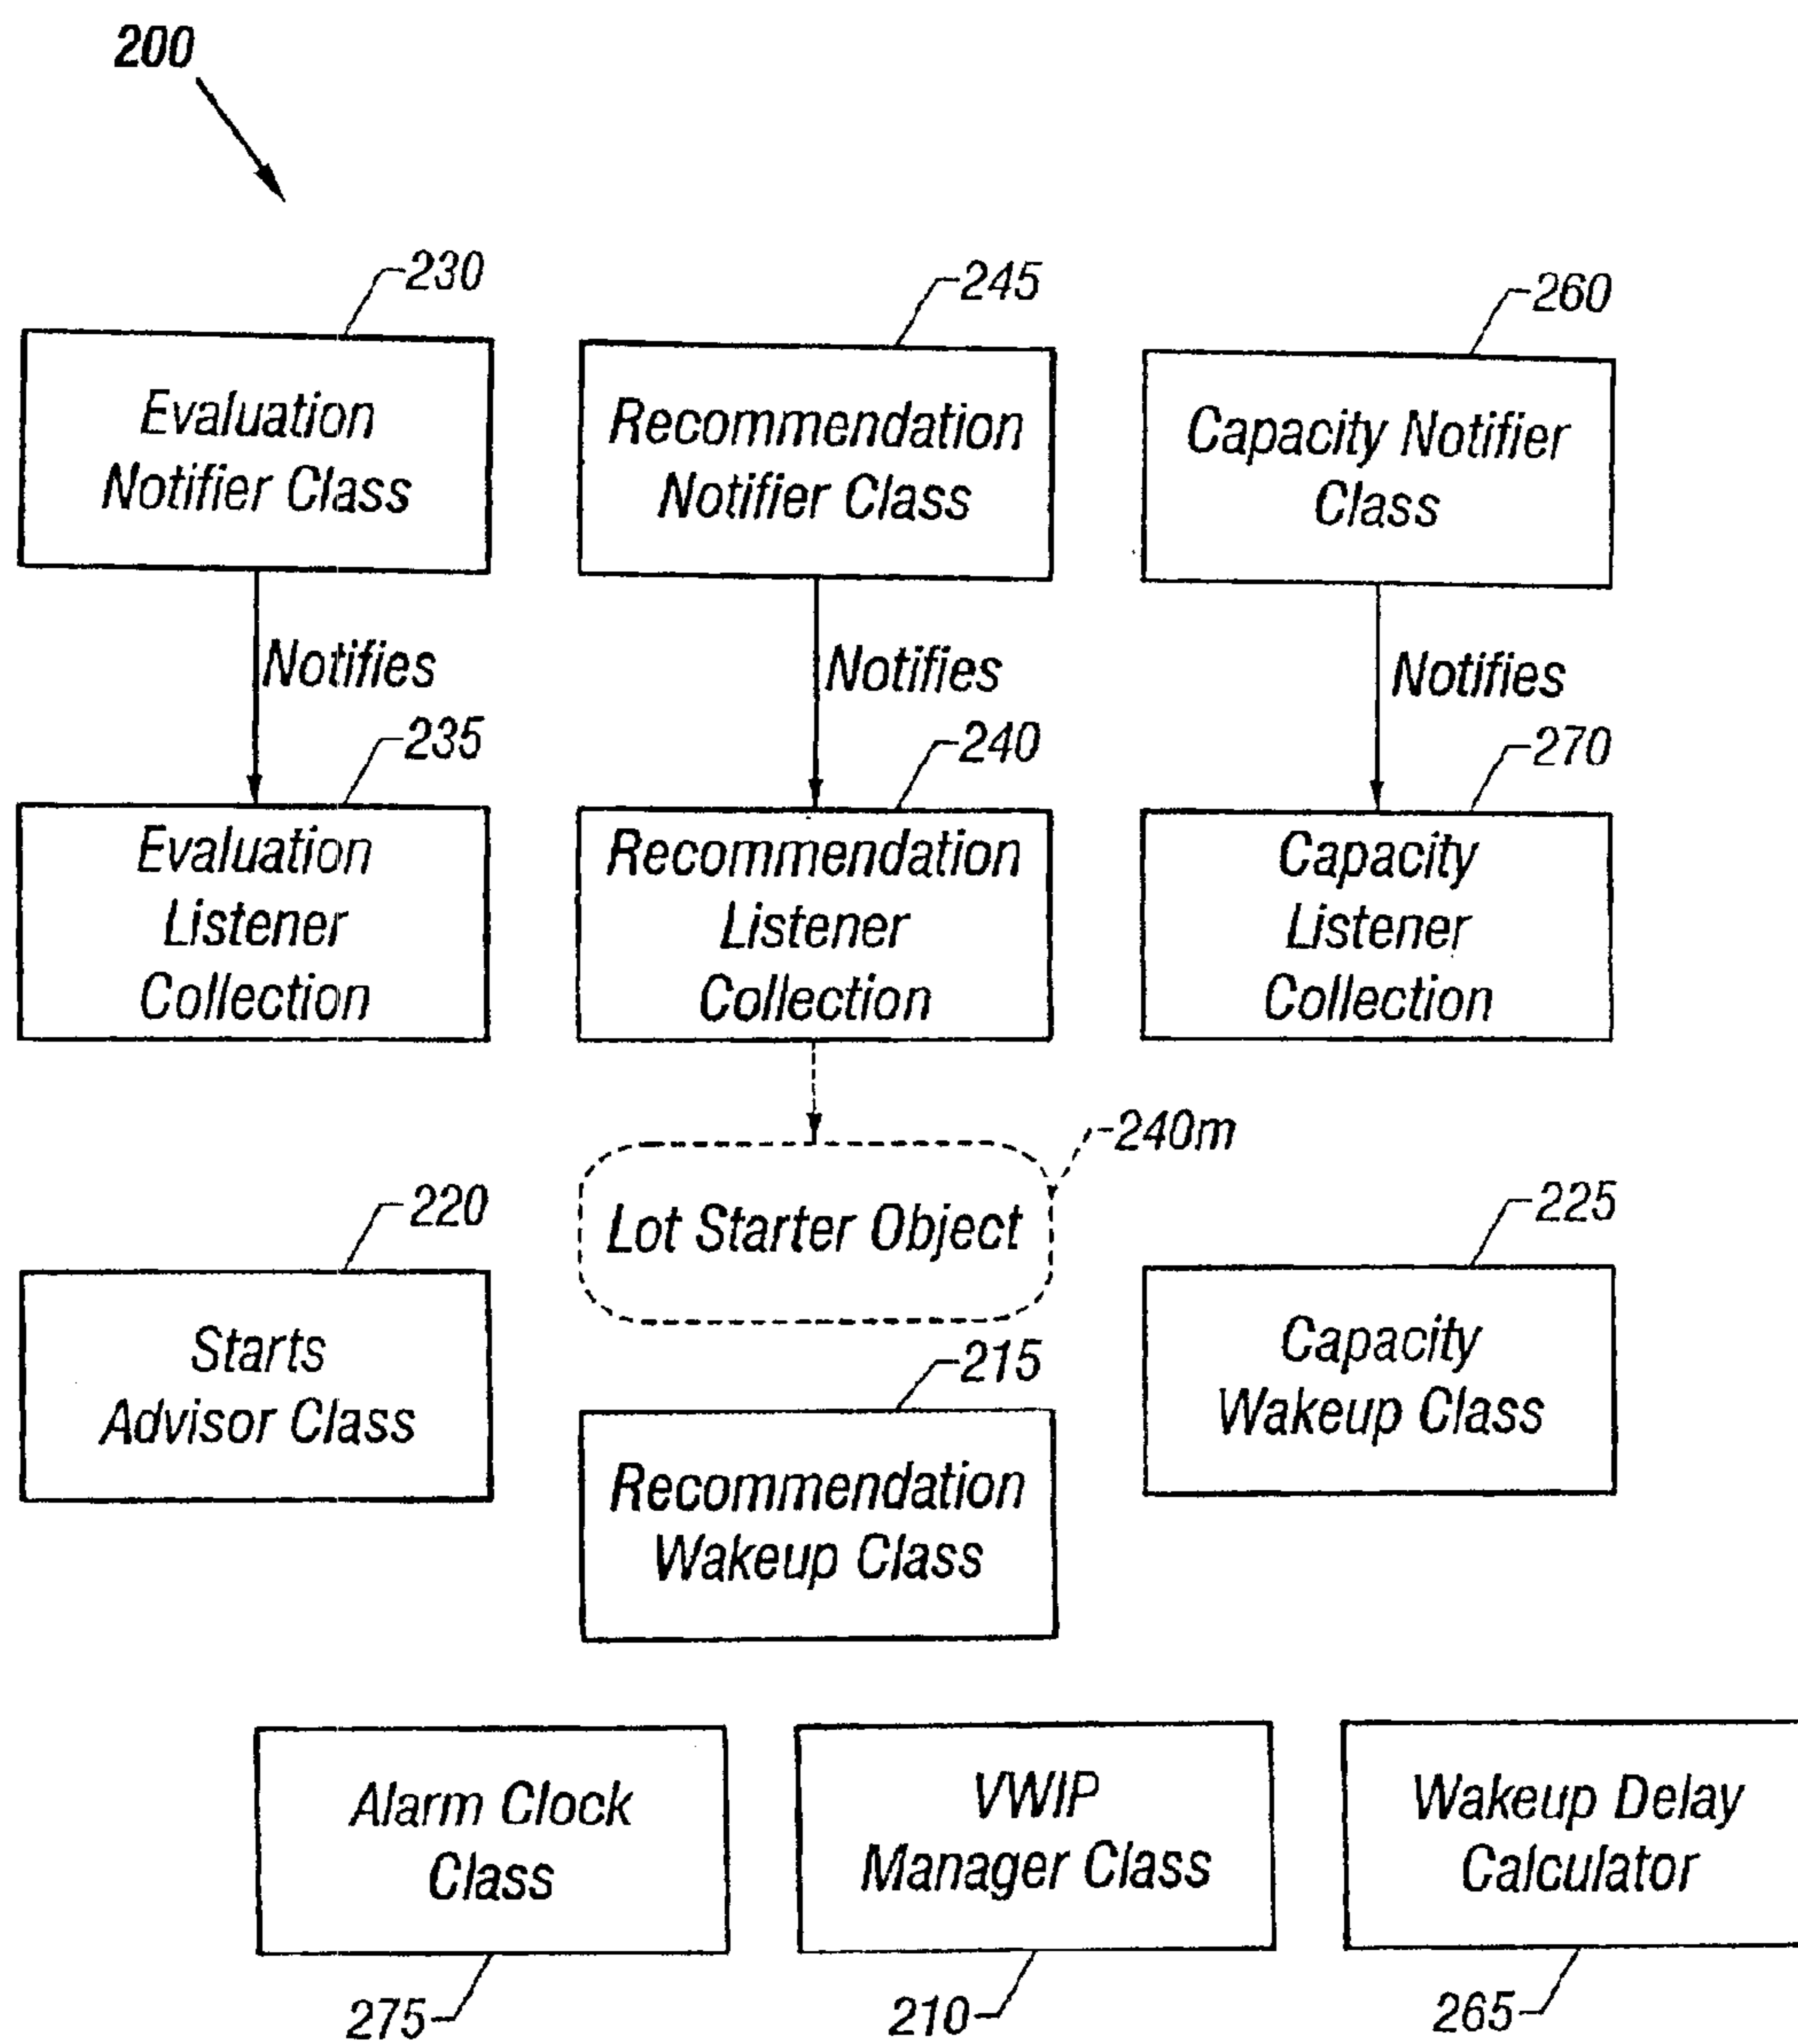 200
230
245
260
Evaluation
Notifier Class
Recommendation
Notifier Class
Capacity Notifier
Class
Notifies
Notifies
Notifies
235
240
270
Evaluation
Listener
Collection
Recommendation
Listener
Collection
Capacity
Listener
Collection
240m
Lot Starter Object
220
225
Starts
Advisor Class
Capacity
Wakeup Class
215
Recommendation
Wakeup Class
Alarm Clock
Class
VWIP
Manager Class
Wakeup Delay
Calculator
275
210
265